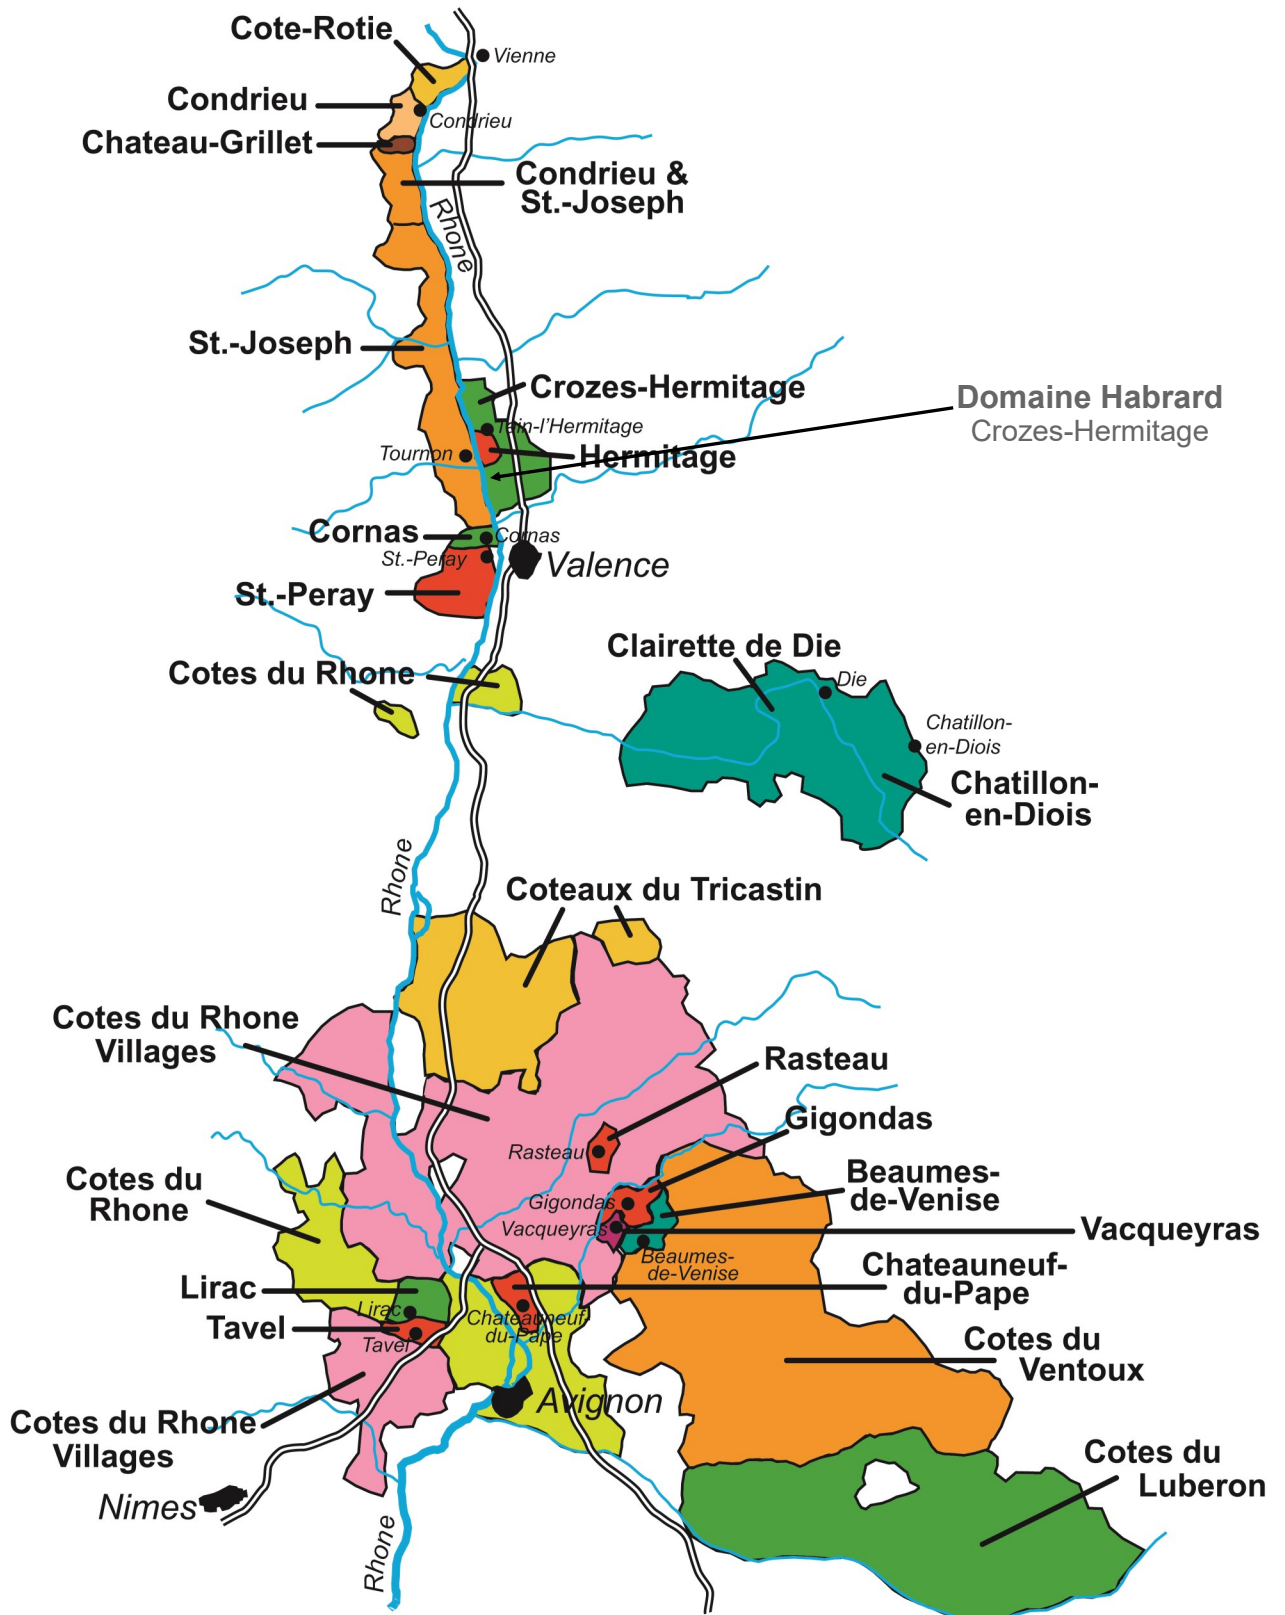 Cote-Rotie
Vienne
Condrieu
Condrieu
Chateau-Grillet
Condrieu &
St.-Joseph
Rhone
St.-Joseph
Crozes-Hermitage
Domaine Habrard
Crozes-Hermitage
Tain-l'Hermitage
Tournon
Hermitage
Cornas
Cornas
St.-Peray
Valence
St.-Peray
Clairette de Die
Cotes du Rhone
Die
Chatillon-
en-Diois
Chatillon-
en-Diois
Rhone
Coteaux du Tricastin
Cotes du Rhone
Villages
Rasteau
Gigondas
Rasteau
Cotes du
Rhone
Beaumes-
de-Venise
Gigondas
Vacqueyras
Vacqueyras
Beaumes-
de-Venise
Chateauneuf-
du-Pape
Lirac
Lirac
Chateauneuf-
du-Pape
Tavel
Tavel
Cotes du
Ventoux
Avignon
Cotes du Rhone
Villages
Cotes du
Luberon
Nimes
Rhone